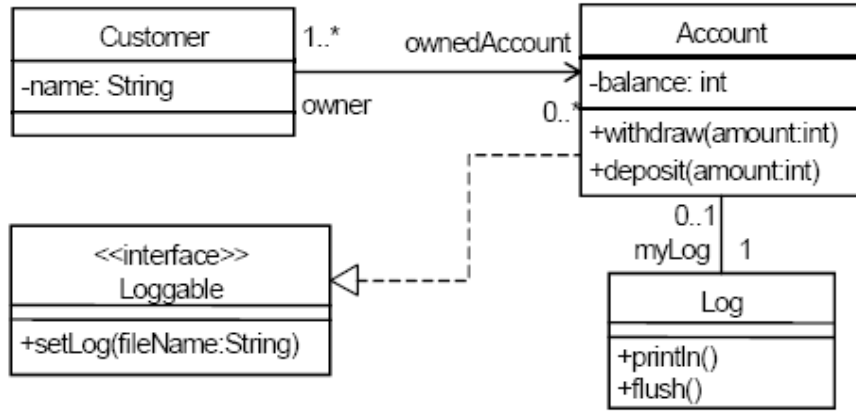 Customer
-name: String
1..*
owner
ownedAccount
0..*
Account
-balance: int
+withdraw(amount:int)
+deposit(amount:int)
<<interface>>
Loggable
+setLog(fileName:String)
0..1
myLog
1
Log
+println()
+flush()